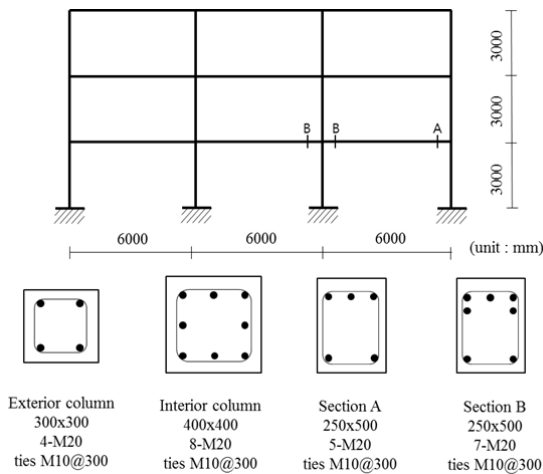 3000
3000
3000
B B A
6000 6000 6000 (unit : mm)
Exterior column
300x300
4-M20
ties M10@300
Interior column
400x400
8-M20
ties M10@300
Section A
250x500
5-M20
ties M10@300
Section B
250x500
7-M20
ties M10@300